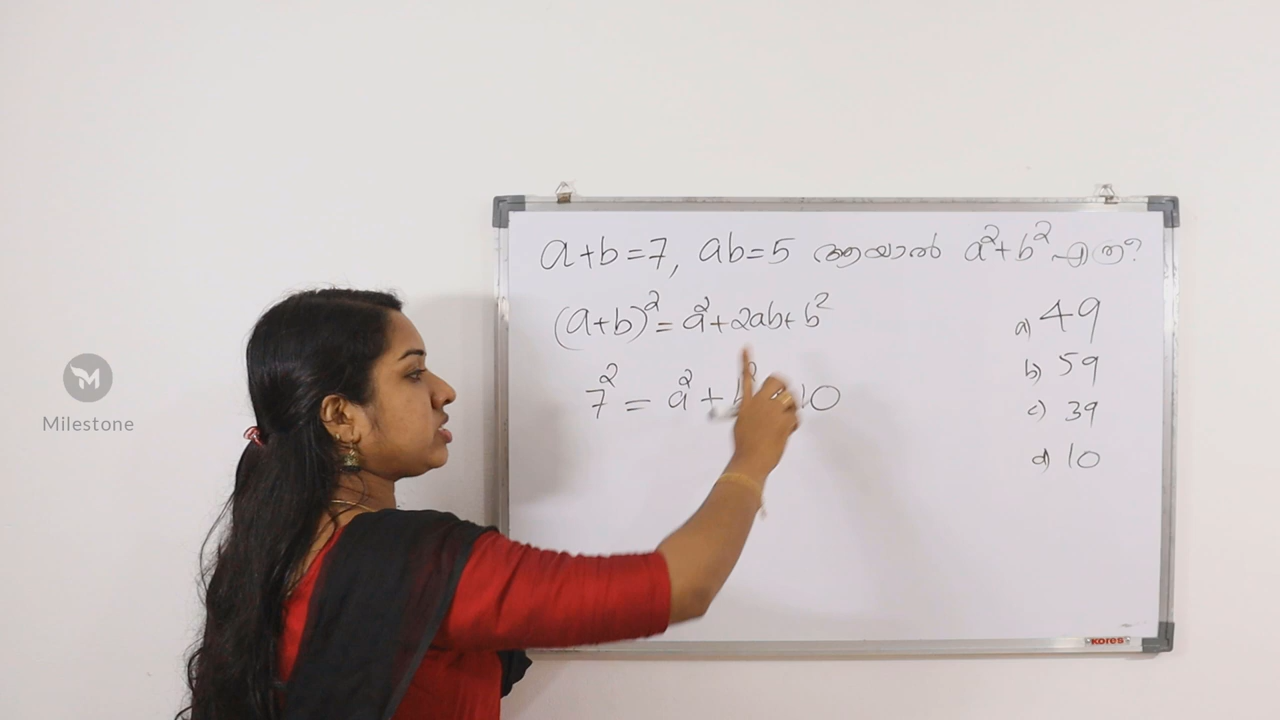 a+b=7, ab=5 ആയാൽ a²+b² എത്ര?
(a+b)²=a²+2ab+b²
7² = a² + 10
a) 49
b) 59
c) 39
d) 10
Milestone
KORES